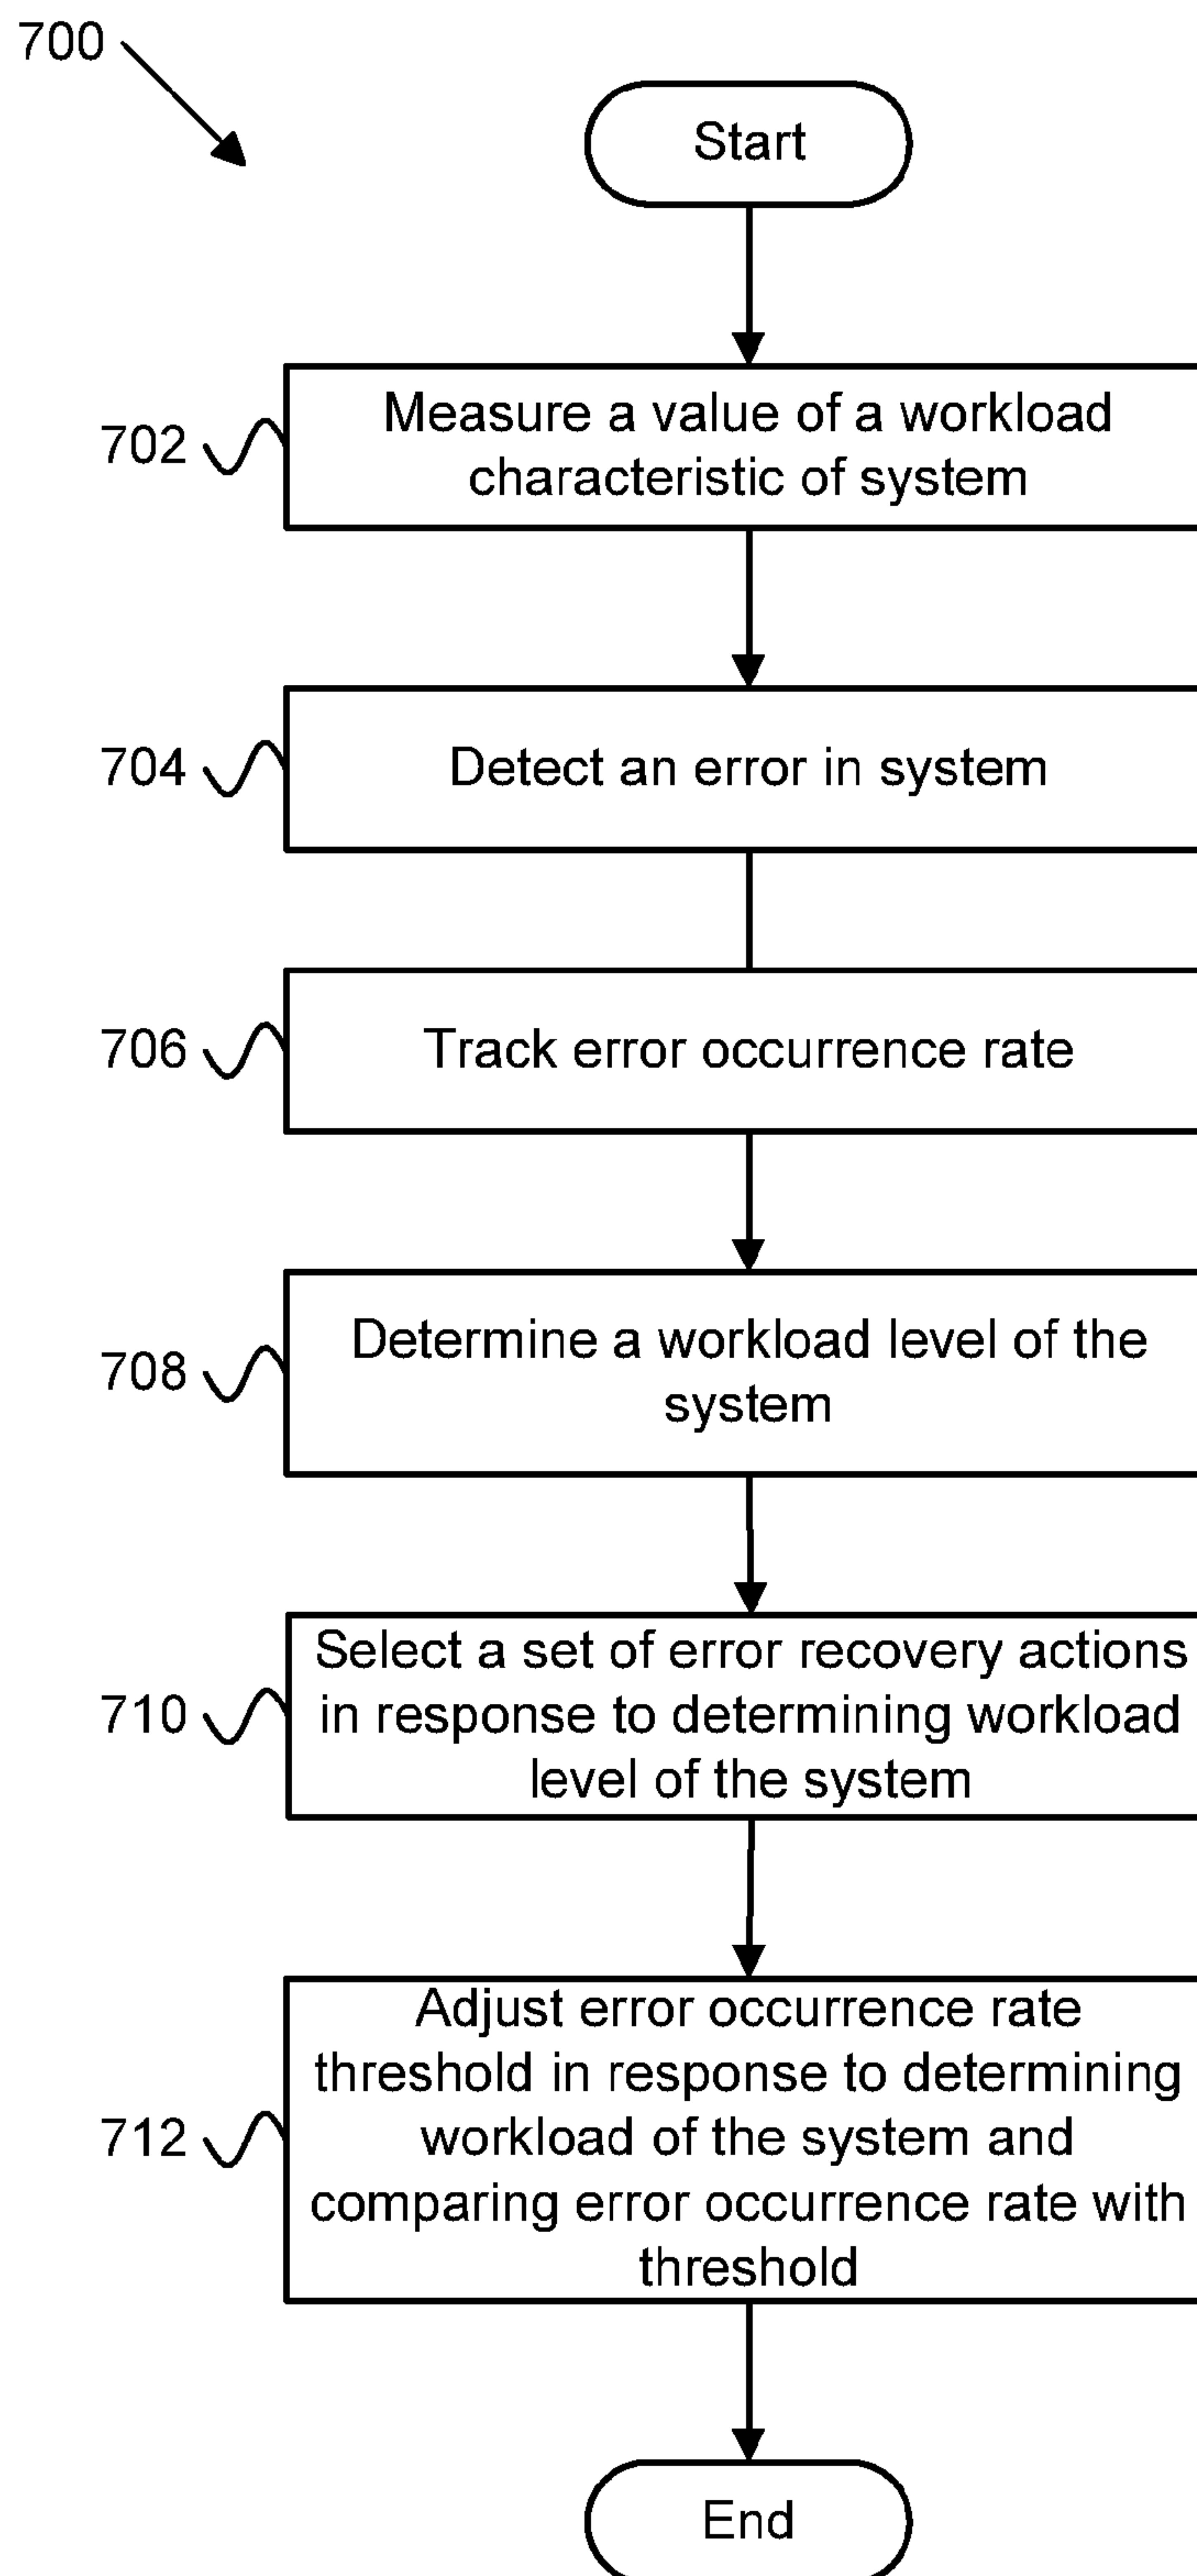 700
Start
702
Measure a value of a workload
characteristic of system
704
Detect an error in system
706
Track error occurrence rate
708
Determine a workload level of the
system
710
Select a set of error recovery actions
in response to determining workload
level of the system
712
Adjust error occurrence rate
threshold in response to determining
workload of the system and
comparing error occurrence rate with
threshold
End